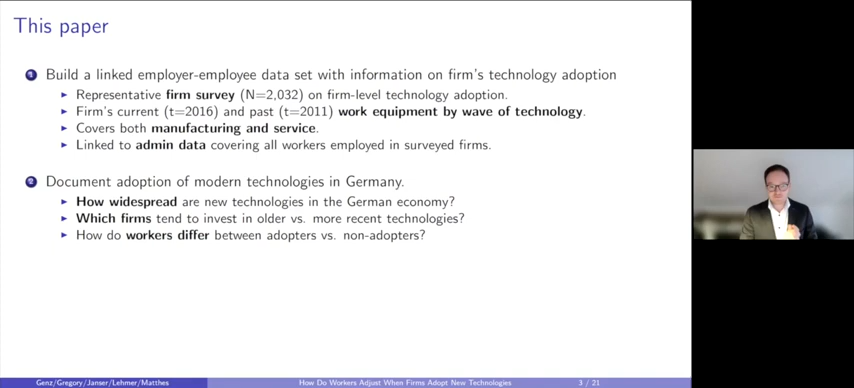 This paper
1 Build a linked employer-employee data set with information on firm's technology adoption
▶ Representative firm survey (N=2,032) on firm-level technology adoption.
▶ Firm's current (t=2016) and past (t=2011) work equipment by wave of technology.
▶ Covers both manufacturing and service.
▶ Linked to admin data covering all workers employed in surveyed firms.
2 Document adoption of modern technologies in Germany.
▶ How widespread are new technologies in the German economy?
▶ Which firms tend to invest in older vs. more recent technologies?
▶ How do workers differ between adopters vs. non-adopters?
Genz/Gregory/Janser/Lehmer/Matthes
How Do Workers Adjust When Firms Adopt New Technologies
3 / 21